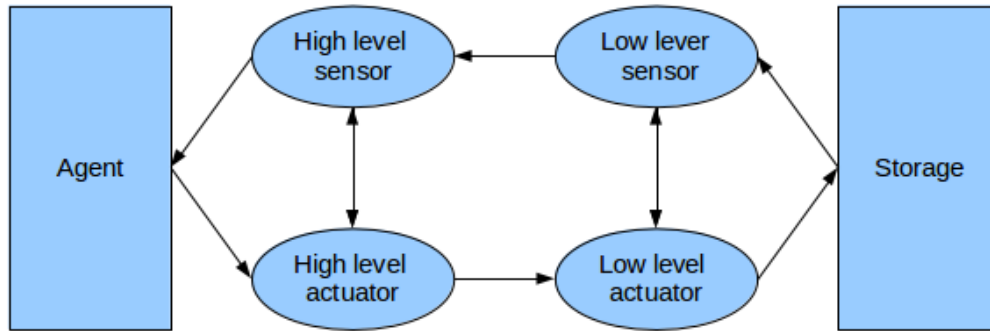 High level
sensor
Low lever
sensor
Agent
Storage
High level
actuator
Low level
actuator